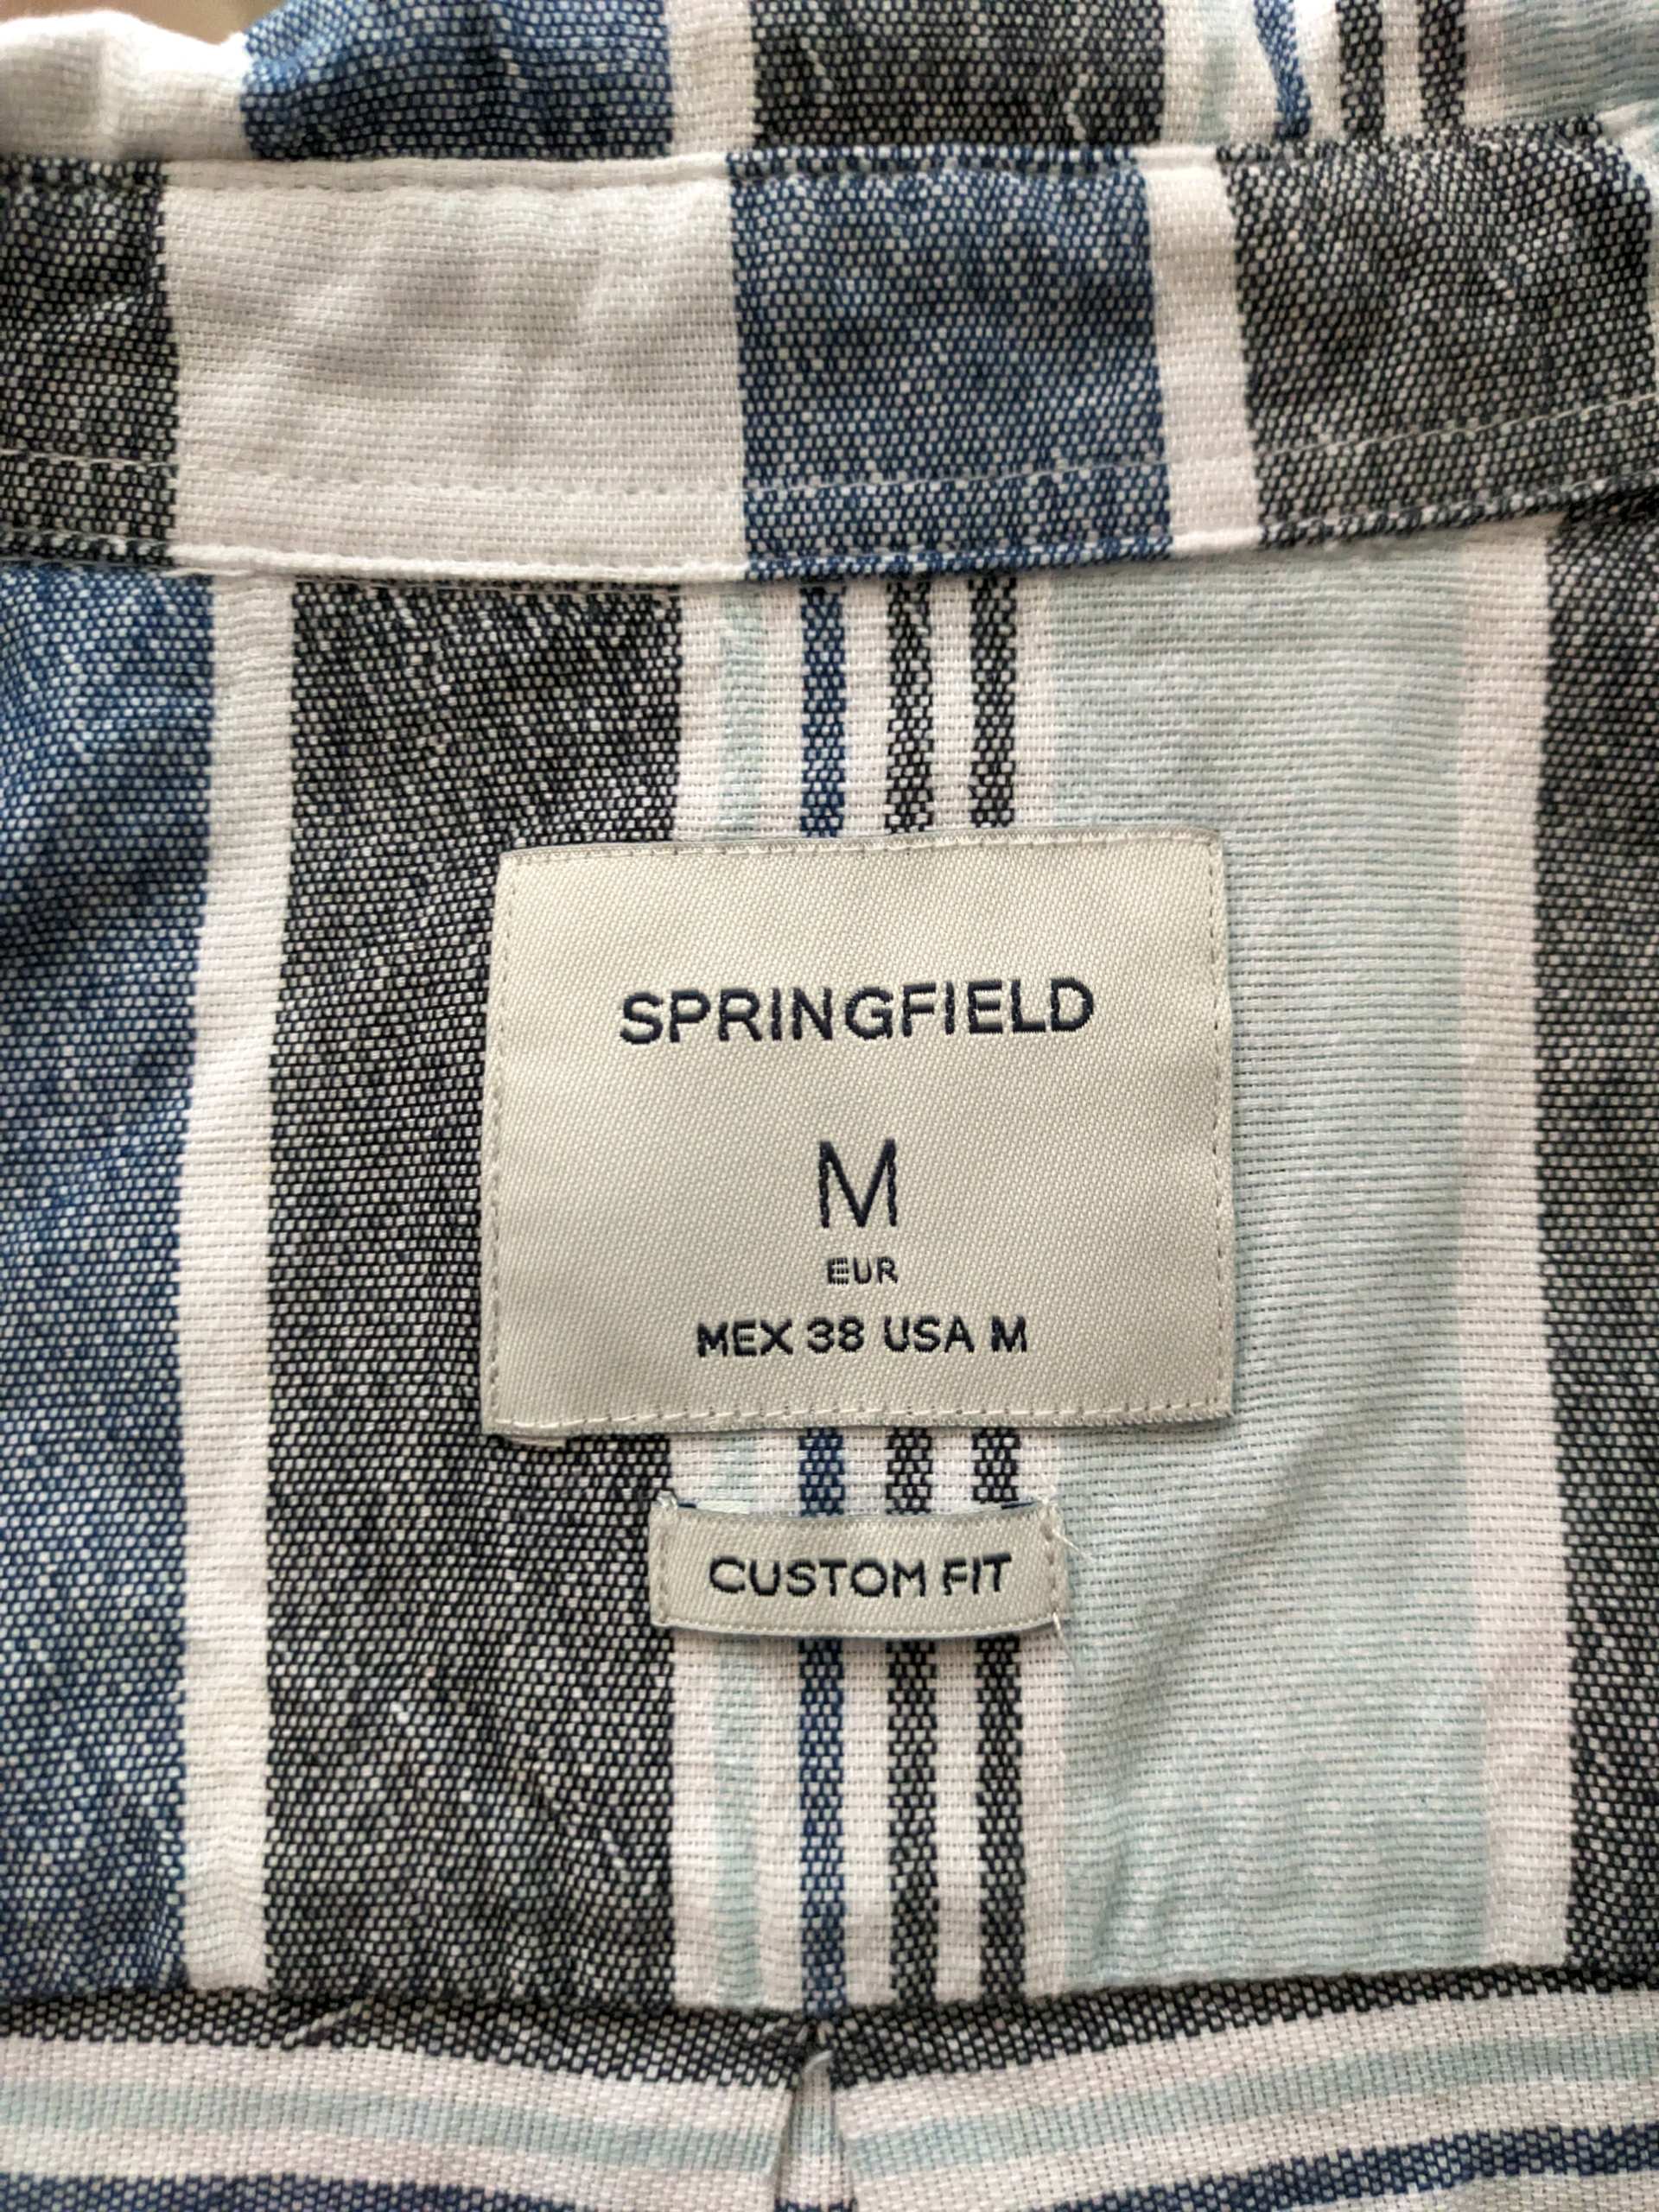 SPRINGFIELD
M
EUR
MEX 38 USA M
CUSTOM FIT